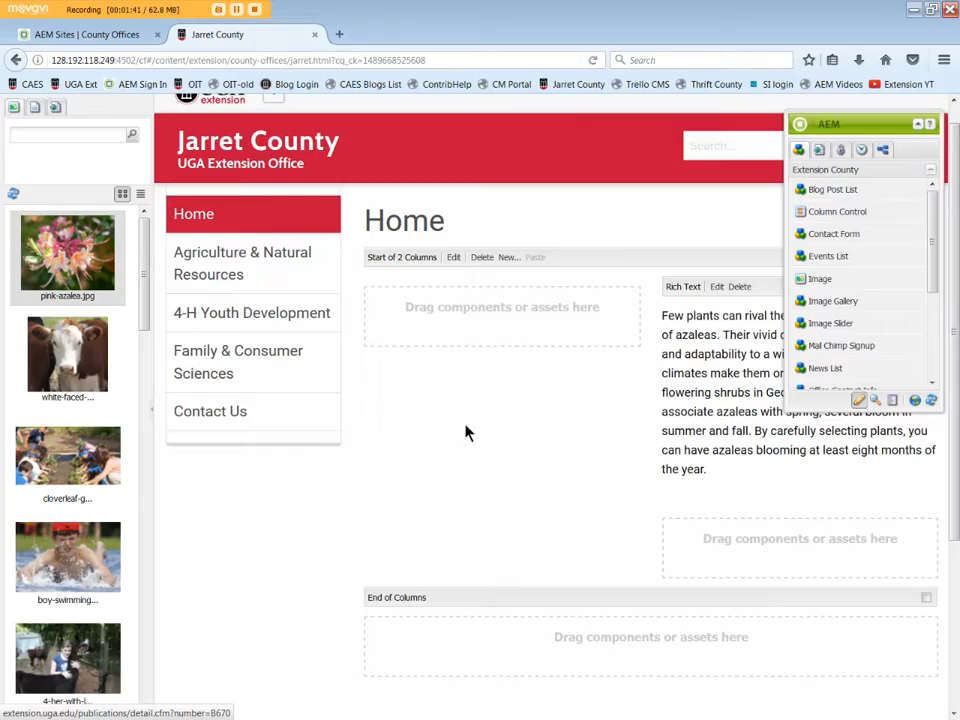 movavi
Recording [00:01:41 / 62.8 MB]
AEM Sites | County Offices
Jarret County
128.192.118.249:4502/cf#/content/extension/county-offices/jarret.html?cq_ck=1489668525608
Search
CAES
UGA Ext
AEM Sign In
OIT
OIT-old
Blog Login
CAES Blogs List
ContribHelp
CM Portal
Jarret County
Trello CMS
Thrift County
SI login
AEM Videos
Extension YT
extension
Jarret County
UGA Extension Office
Search...
Home
Agriculture & Natural
Resources
4-H Youth Development
Family & Consumer
Sciences
Contact Us
pink-azalea.jpg
white-faced-...
cloverleaf-g...
boy-swimming...
4-her-with-i...
Home
Start of 2 Columns Edit Delete New... Paste
Drag components or assets here
Rich Text Edit Delete
Few plants can rival the
of azaleas. Their vivid
and adaptability to a wi
climates make them on
flowering shrubs in Geo
associate azaleas with spring, several bloom in
summer and fall. By carefully selecting plants, you
can have azaleas blooming at least eight months of
the year.
Drag components or assets here
End of Columns
Drag components or assets here
AEM
Extension County
Blog Post List
Column Control
Contact Form
Events List
Image
Image Gallery
Image Slider
Mail Chimp Signup
News List
Office Contact Info
extension.uga.edu/publications/detail.cfm?number=B670